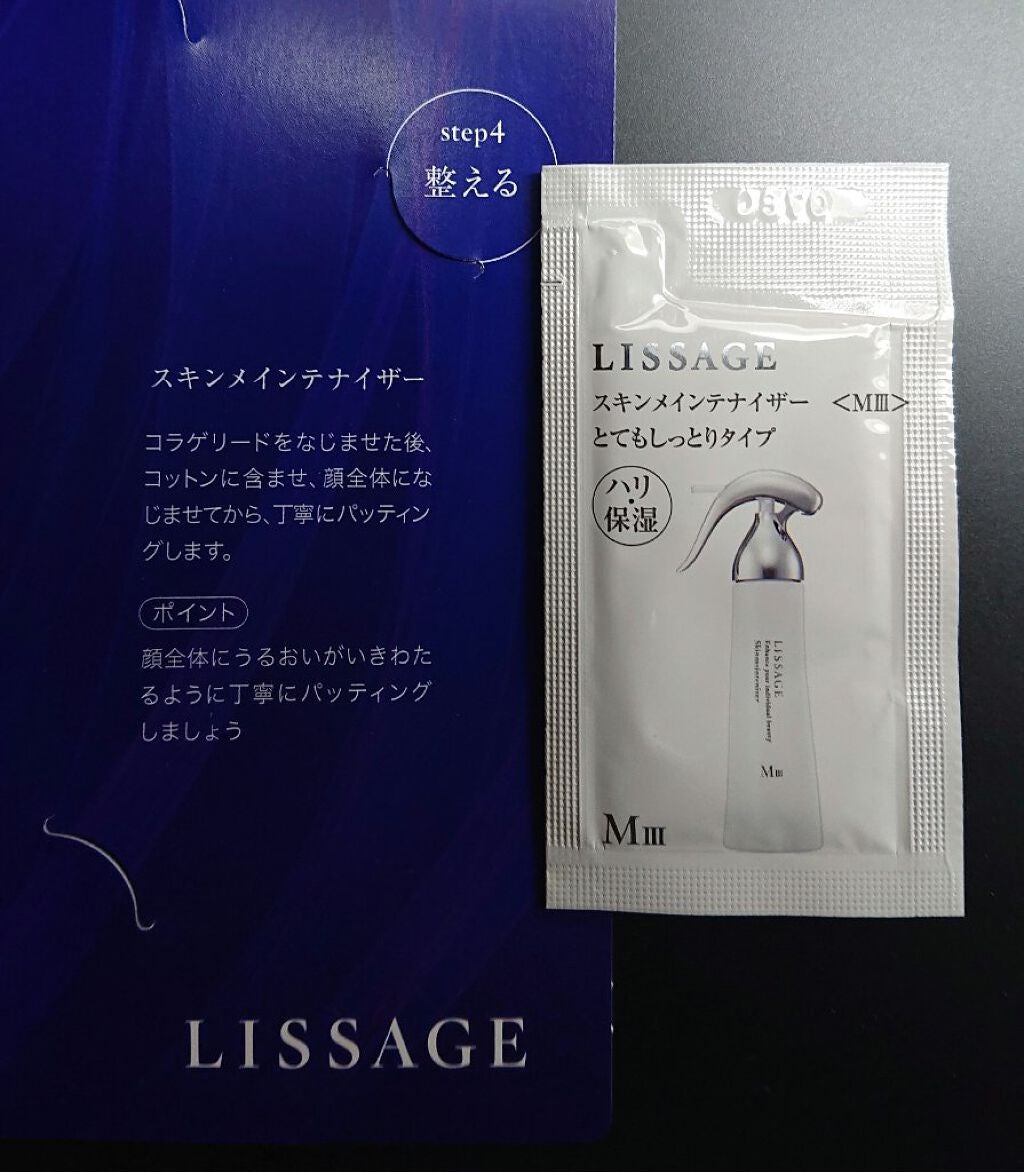 step4
整える
スキンメインテナイザー
コラゲリードをなじませた後、
コットンに含ませ、顔全体にな
じませてから、丁寧にパッティン
グします。
ポイント
顔全体にうるおいがいきわた
るように丁寧にパッティング
しましょう
LISSAGE
LISSAGE
スキンメインテナイザー <MⅢ>
とてもしっとりタイプ
ハリ・
保湿
LISSAGE
Enhance your individual beauty
Skinmaintenizer
MⅢ
MⅢ